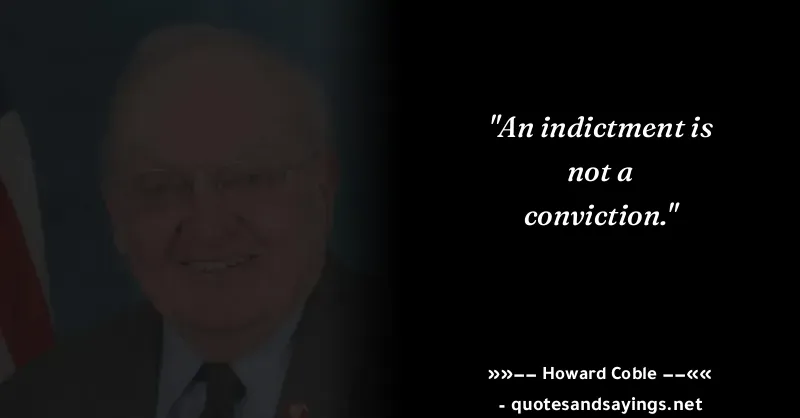 "An indictment is
not a
conviction."
»»–– Howard Coble ––««
- quotesandsayings.net